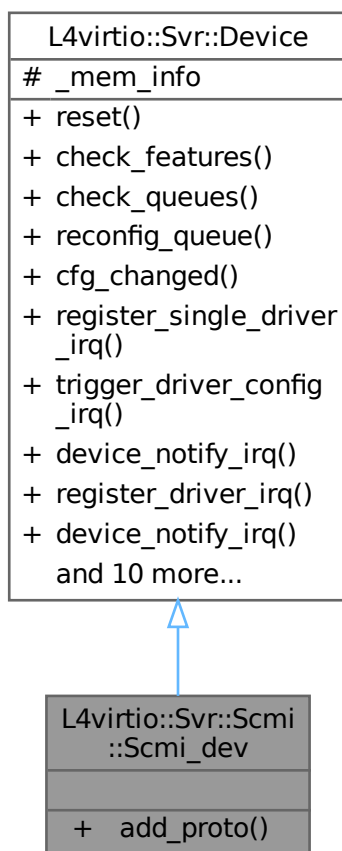 L4virtio::Svr::Device
# _mem_info
+ reset()
+ check_features()
+ check_queues()
+ reconfig_queue()
+ cfg_changed()
+ register_single_driver
_irq()
+ trigger_driver_config
_irq()
+ device_notify_irq()
+ register_driver_irq()
+ device_notify_irq()
and 10 more...
L4virtio::Svr::Scmi
::Scmi_dev
+ add_proto()